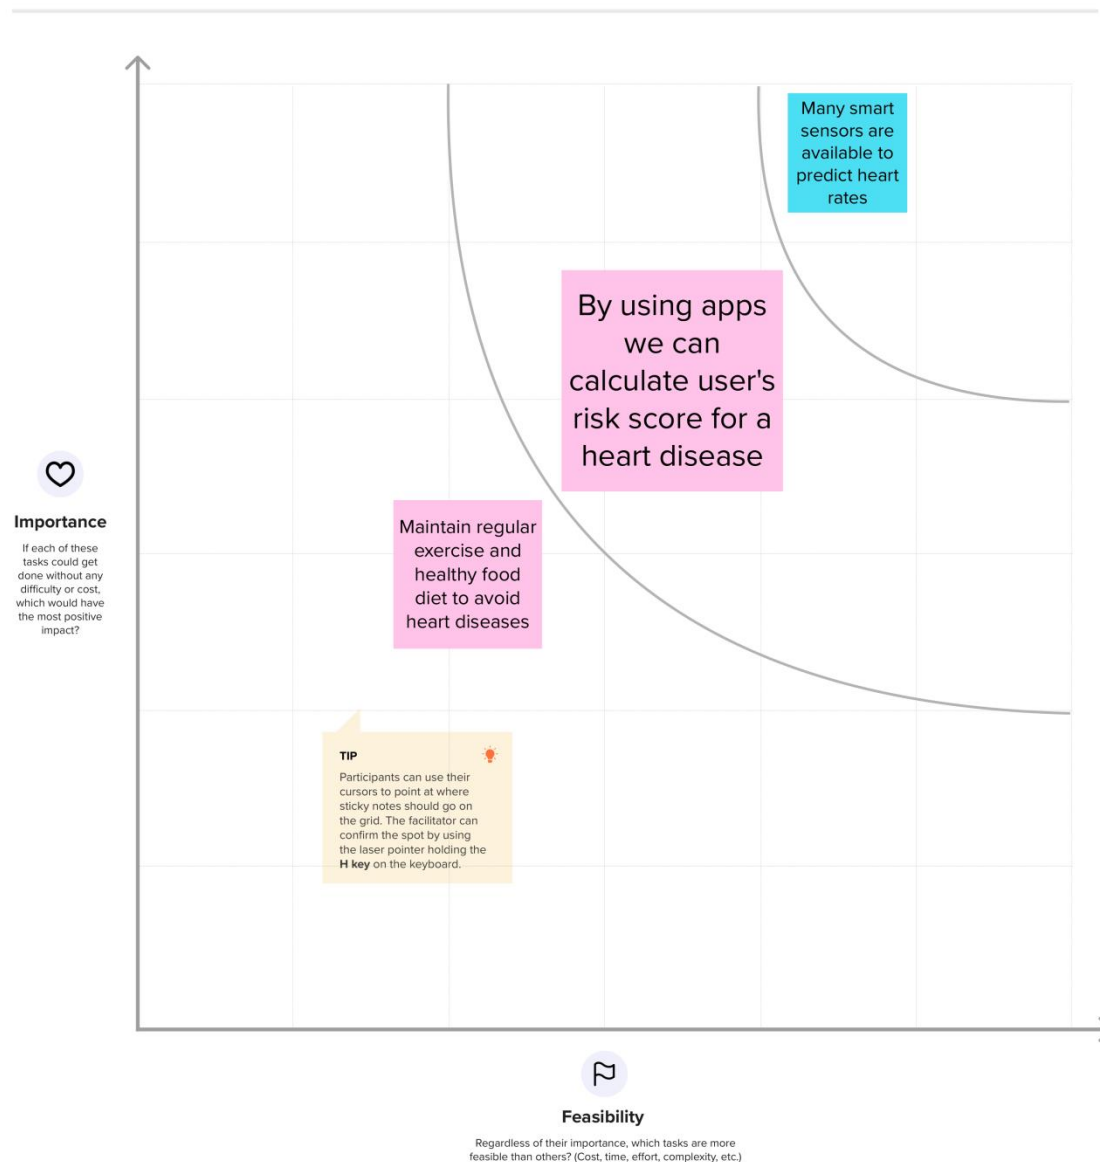 Many smart
sensors are
available to
predict heart
rates
By using apps
we can
calculate user's
risk score for a
heart disease
Importance
If each of these
tasks could get
done without any
difficulty or cost,
which would have
the most positive
impact?
Maintain regular
exercise and
healthy food
diet to avoid
heart diseases
TIP
Participants can use their
cursors to point at where
sticky notes should go on
the grid. The facilitator can
confirm the spot by using
the laser pointer holding the
H key on the keyboard.
Feasibility
Regardless of their importance, which tasks are more
feasible than others? (Cost, time, effort, complexity, etc.)